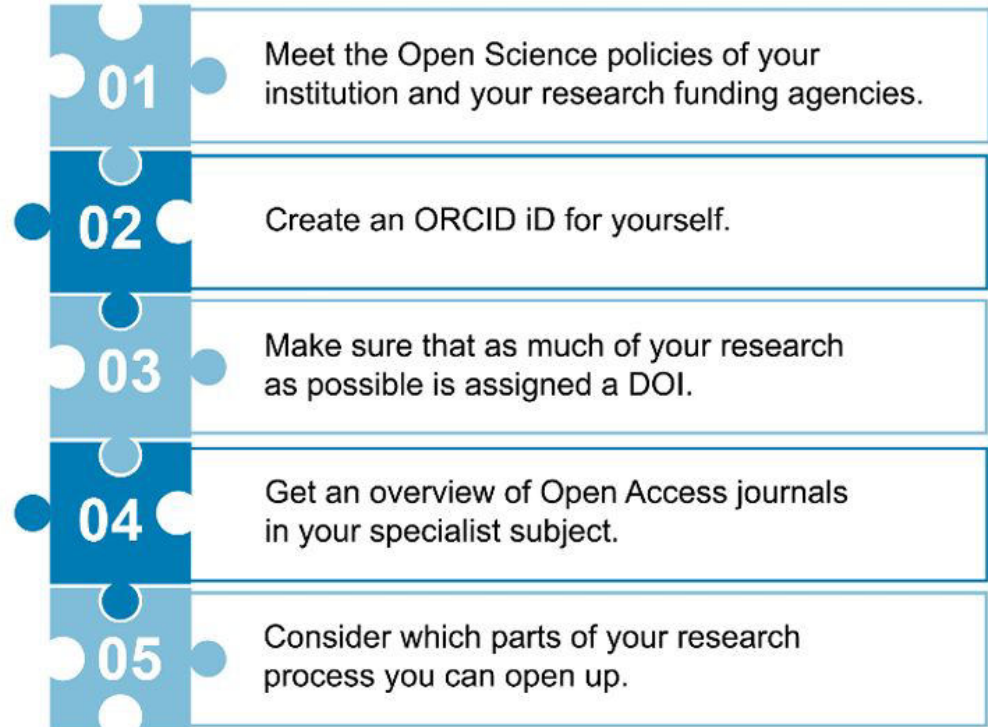 01
Meet the Open Science policies of your
institution and your research funding agencies.
02
Create an ORCID iD for yourself.
03
Make sure that as much of your research
as possible is assigned a DOI.
04
Get an overview of Open Access journals
in your specialist subject.
05
Consider which parts of your research
process you can open up.